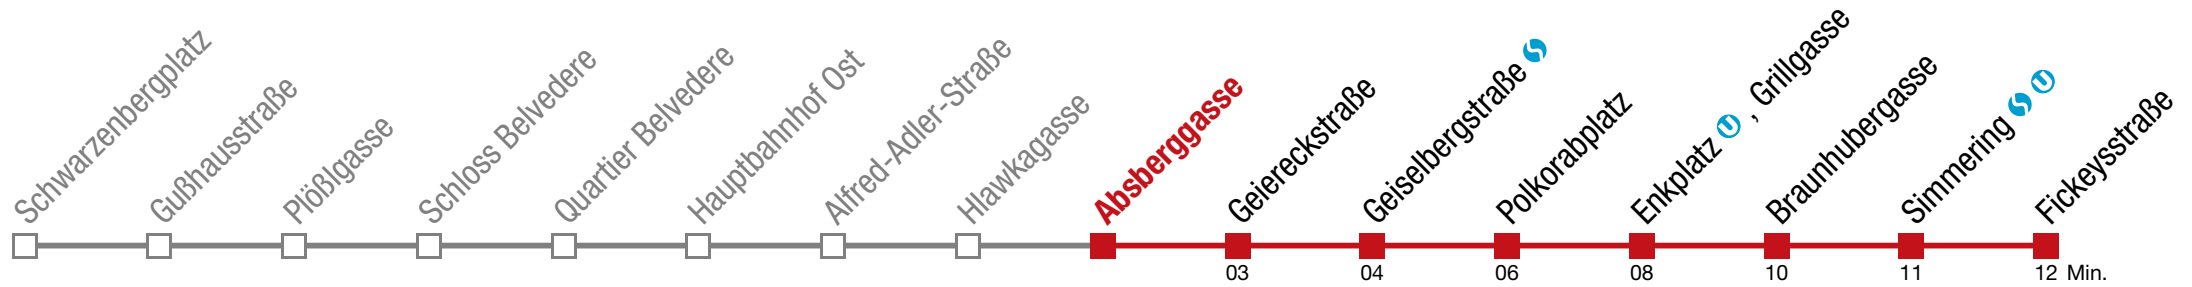 Schwarzenbergplatz
Gußhausstraße
Plößlgasse
Schloss Belvedere
Quartier Belvedere
Hauptbahnhof Ost
Alfred-Adler-Straße
Hlawkagasse
Absberggasse
Geiereckstraße
Geiselbergstraße S
Polkorabplatz
Enkplatz U , Grillgasse
Braunhubergasse
Simmering S U
Fickeysstraße
03 04 06 08 10 11 12 Min.